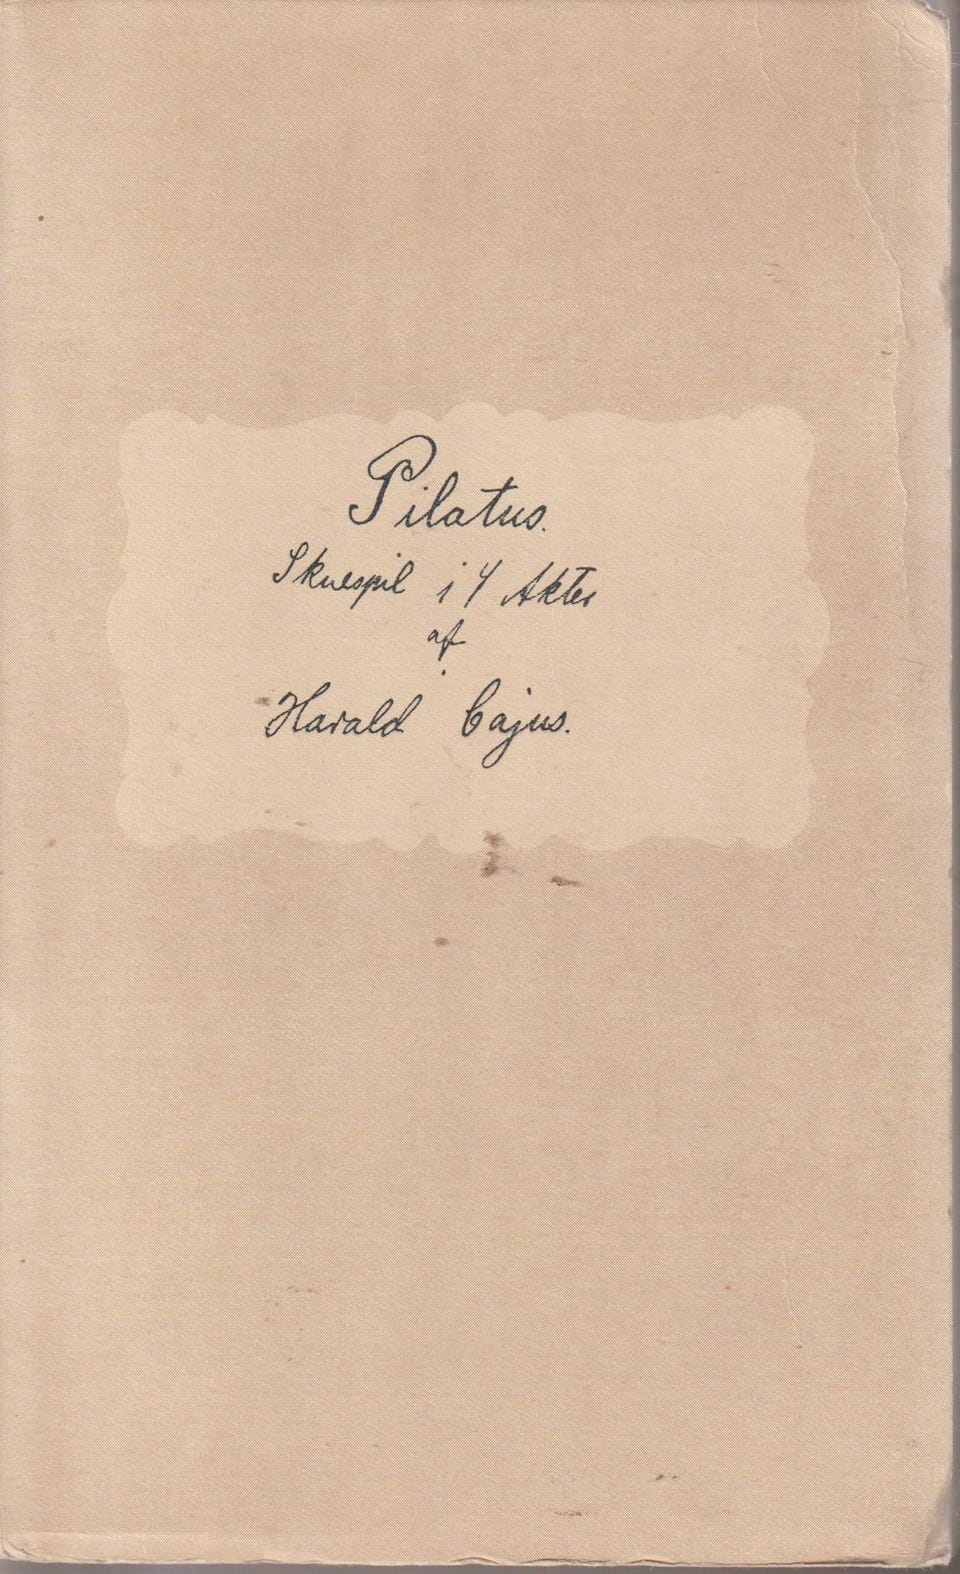 Pilatus.
Skuespil i 4 Akter
af
Harald Cajus.